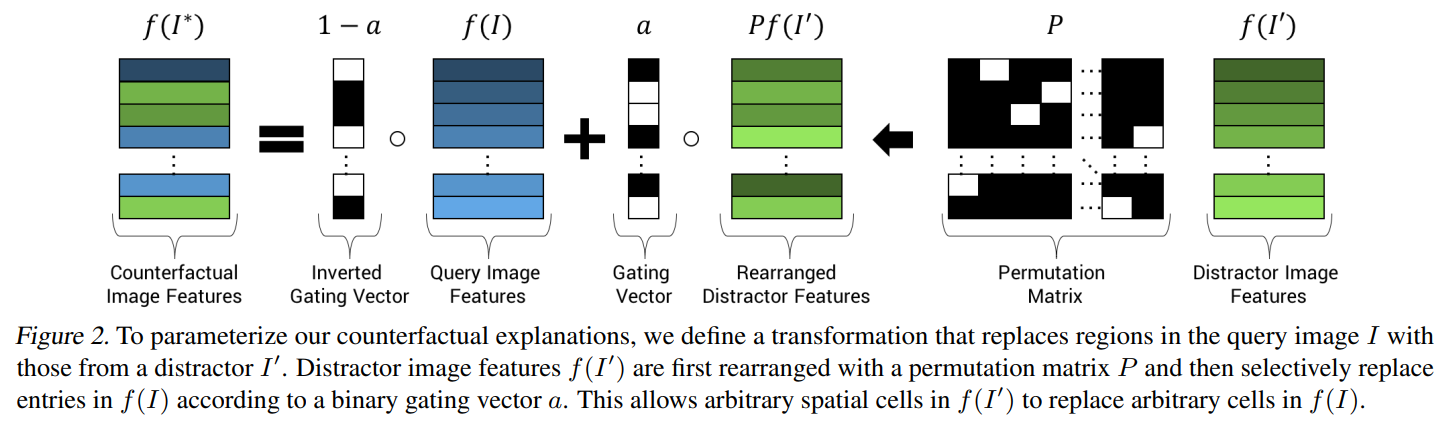 f(I*) 1 − a f(I) a Pf(I′) P f(I′)
Counterfactual Image Features
Inverted Gating Vector
Query Image Features
Gating Vector
Rearranged Distractor Features
Permutation Matrix
Distractor Image Features
Figure 2. To parameterize our counterfactual explanations, we define a transformation that replaces regions in the query image I with
those from a distractor I′. Distractor image features f(I′) are first rearranged with a permutation matrix P and then selectively replace
entries in f(I) according to a binary gating vector a. This allows arbitrary spatial cells in f(I′) to replace arbitrary cells in f(I).